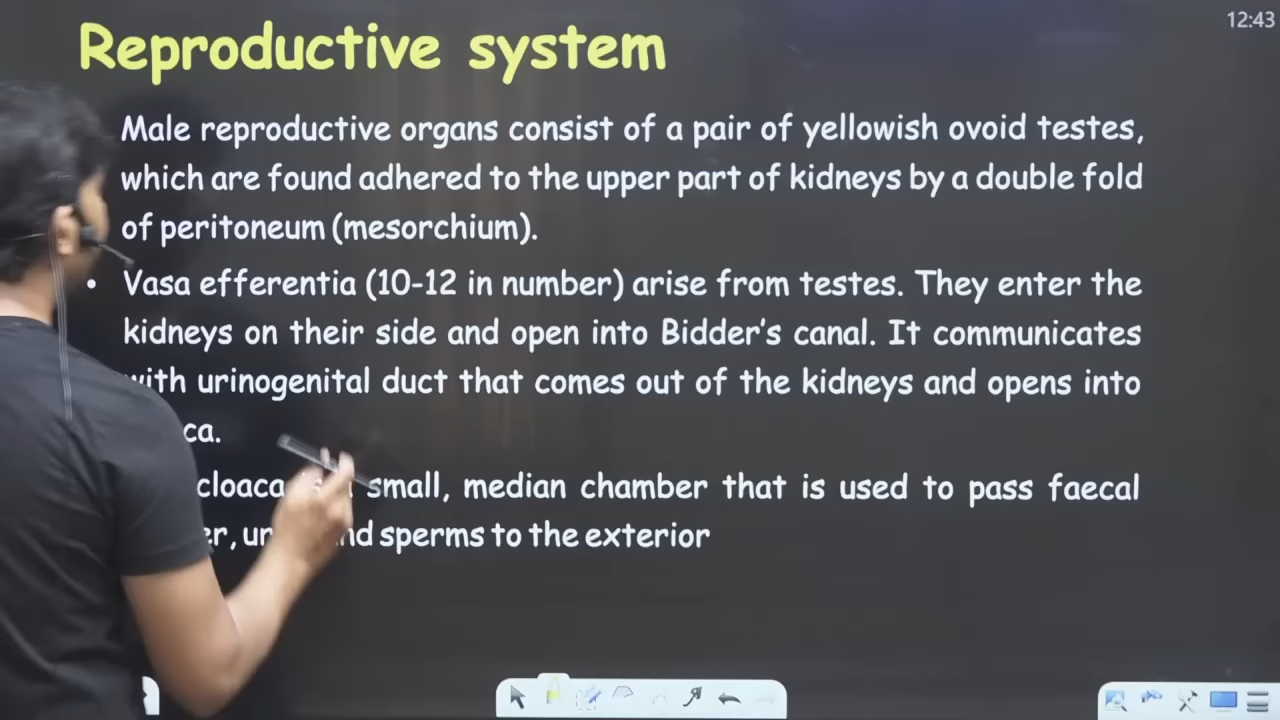 12:43
Reproductive system
Male reproductive organs consist of a pair of yellowish ovoid testes,
which are found adhered to the upper part of kidneys by a double fold
of peritoneum (mesorchium).
• Vasa efferentia (10-12 in number) arise from testes. They enter the
kidneys on their side and open into Bidder's canal. It communicates
with urinogenital duct that comes out of the kidneys and opens into
cloaca small, median chamber that is used to pass faecal
sperms to the exterior